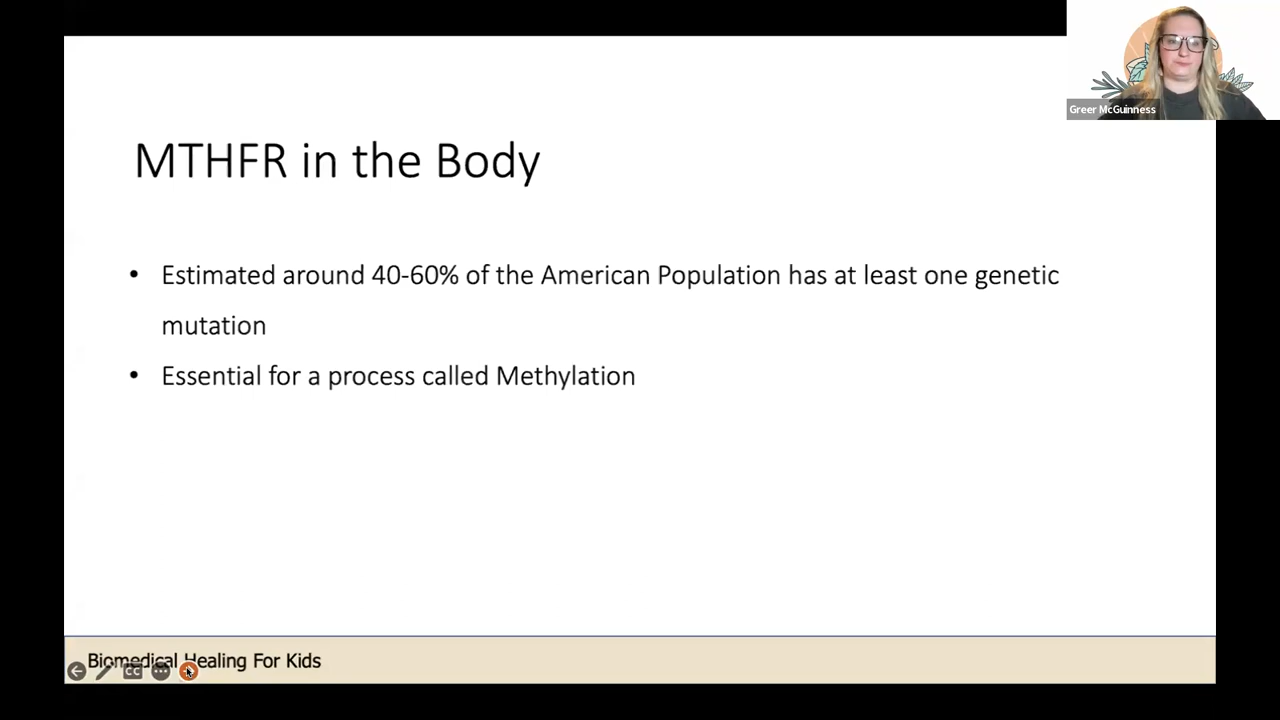 Greer McGuinness
MTHFR in the Body
• Estimated around 40-60% of the American Population has at least one genetic
mutation
• Essential for a process called Methylation
Biomedical Healing For Kids
CC